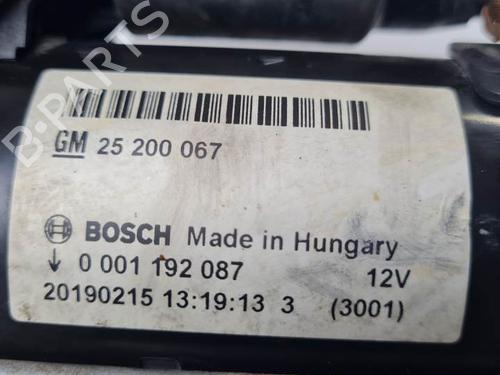 GM 25 200 067
BOSCH Made in Hungary
0 001 192 087 12V
20190215 13:19:13 3 (3001)
B-PARTS